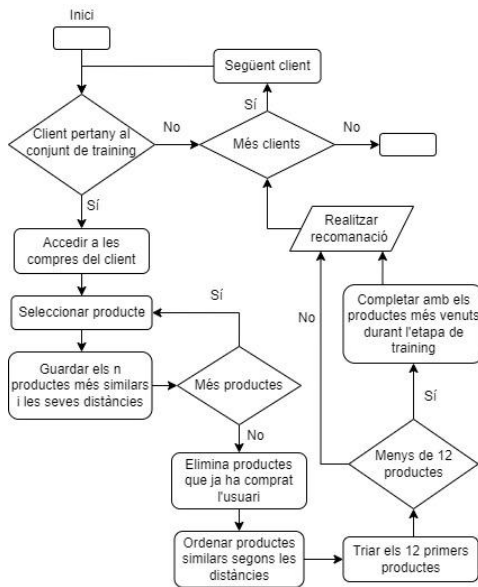 Inici
Següent client
Sí
Client pertany al
conjunt de training
No
Més clients
No
Sí
Accedir a les
compres del client
Realitzar
recomanació
Seleccionar producte
Sí
No
Completar amb els
productes més venuts
durant l'etapa de
training
Guardar els n
productes més similars
i les seves distàncies
Més productes
Sí
No
Menys de 12
productes
Elimina productes
que ja ha comprat
l'usuari
Ordenar productes
similars segons les
distàncies
Triar els 12 primers
productes